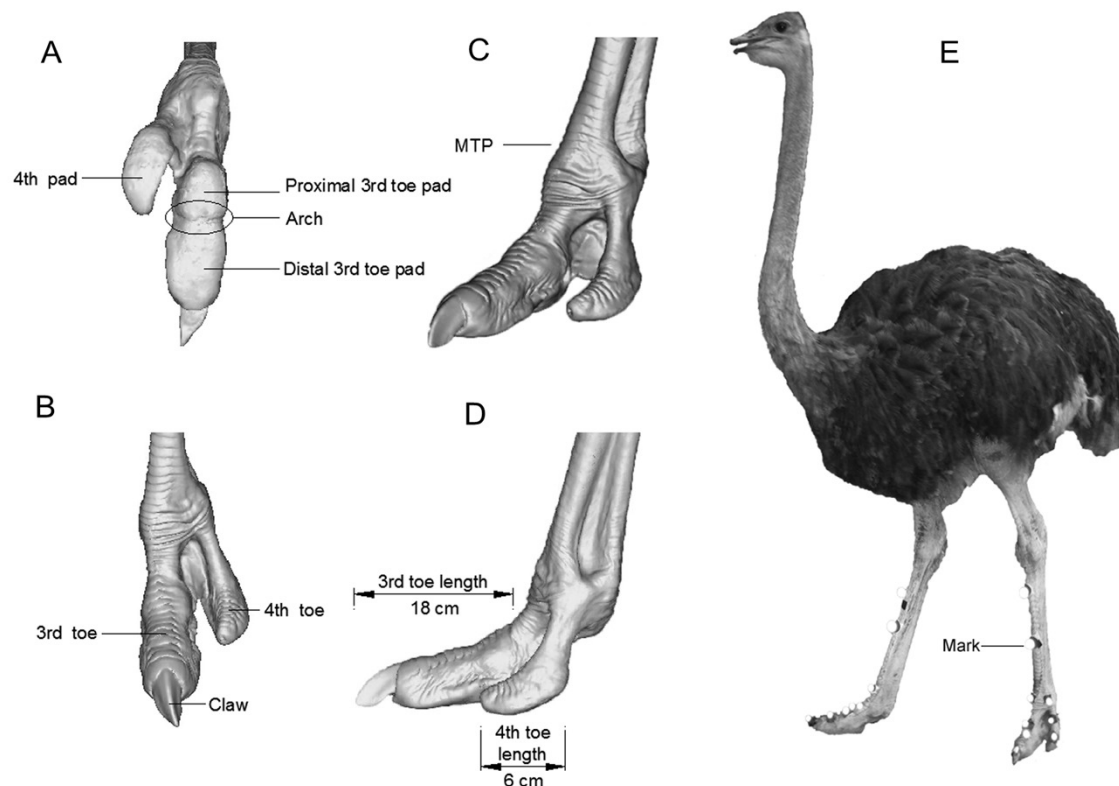 A
4th pad
Proximal 3rd toe pad
Arch
Distal 3rd toe pad
C
MTP
E
Mark
B
3rd toe
4th toe
Claw
D
3rd toe length
18 cm
4th toe
length
6 cm